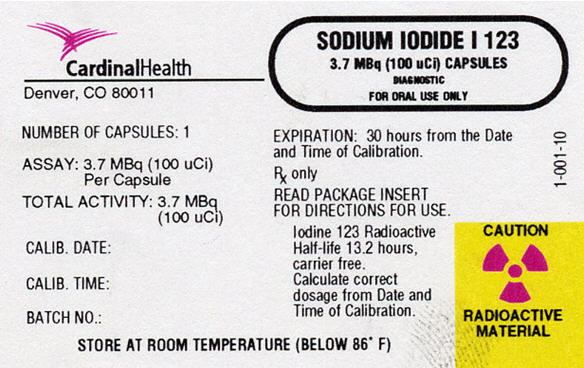 CardinalHealth
Denver, CO 80011
SODIUM IODIDE I 123
3.7 MBq (100 uCi) CAPSULES
DIAGNOSTIC
FOR ORAL USE ONLY
NUMBER OF CAPSULES: 1
ASSAY: 3.7 MBq (100 uCi)
Per Capsule
TOTAL ACTIVITY: 3.7 MBq
(100 uCi)
CALIB. DATE:
CALIB. TIME:
BATCH NO.:
EXPIRATION: 30 hours from the Date
and Time of Calibration.
Rx only
READ PACKAGE INSERT
FOR DIRECTIONS FOR USE.
Iodine 123 Radioactive
Half-life 13.2 hours,
carrier free.
Calculate correct
dosage from Date and
Time of Calibration.
1-001-10
CAUTION
RADIOACTIVE
MATERIAL
STORE AT ROOM TEMPERATURE (BELOW 86° F)